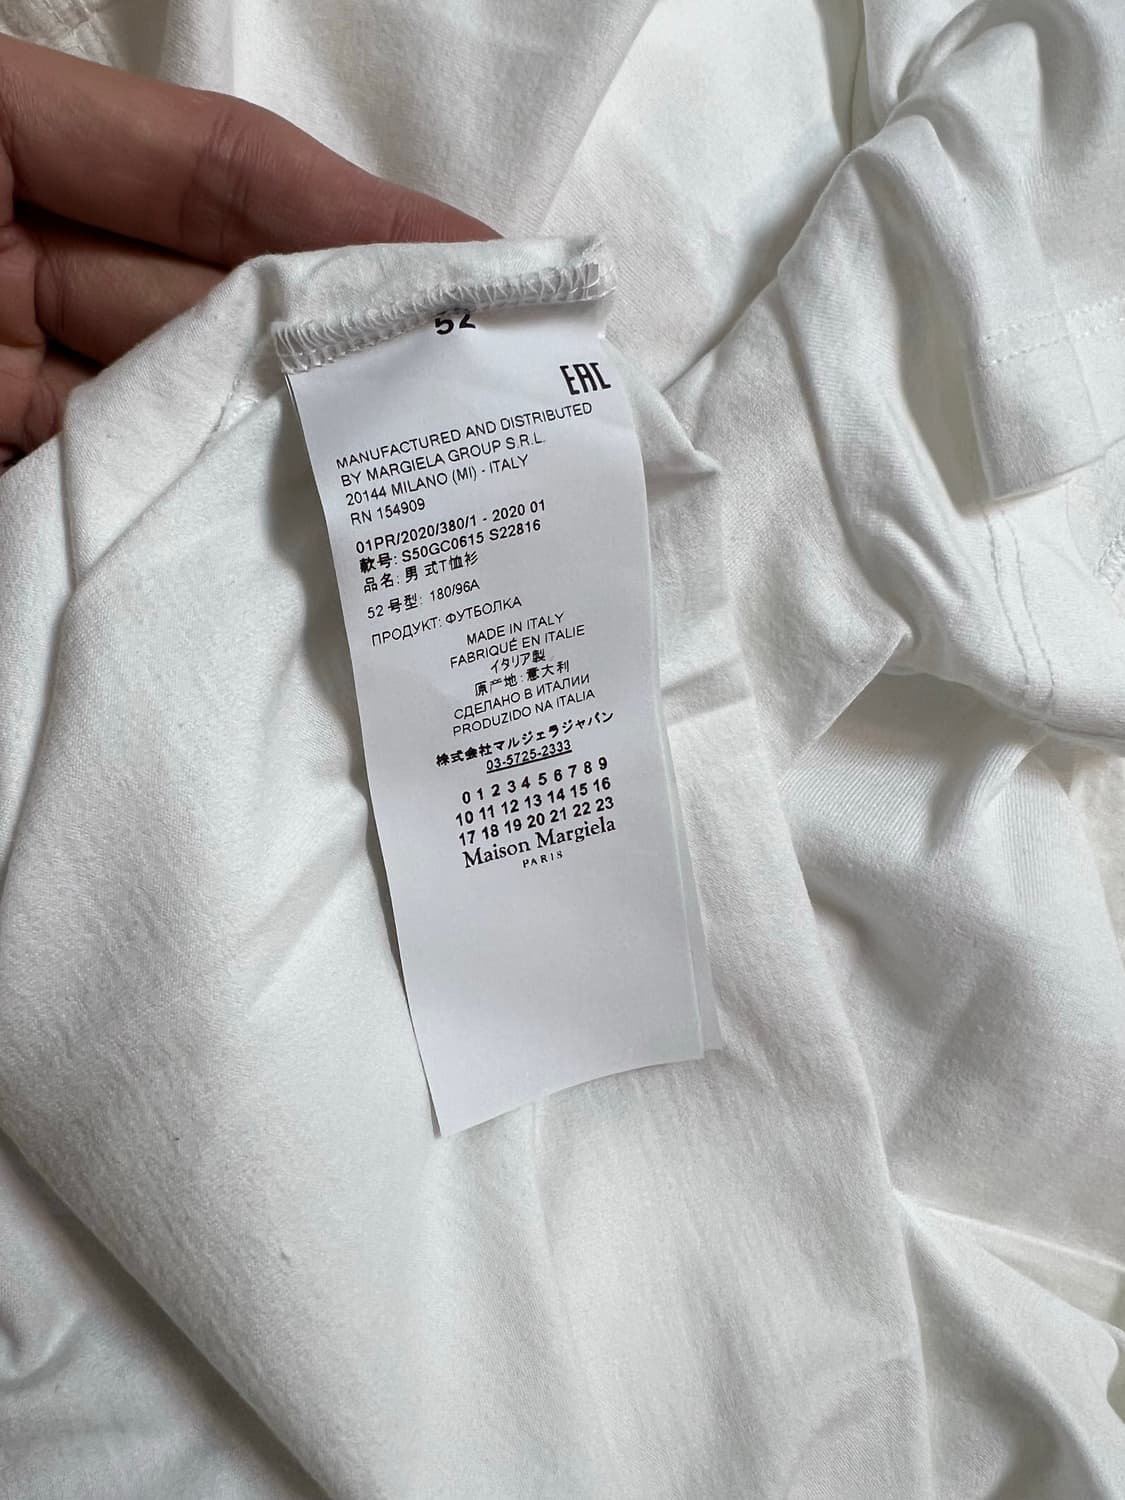 52
EAC
MANUFACTURED AND DISTRIBUTED
BY MARGIELA GROUP S.R.L.
20144 MILANO (MI) - ITALY
RN 154909
01PR/2020/380/1 - 2020 01
款号: S50GC0615 S22816
品名: 男 式T恤衫
52 号型: 180/96A
ПРОДУКТ: ФУТБОЛКА
MADE IN ITALY
FABRIQUÉ EN ITALIE
イタリア製
原产地: 意大利
СДЕЛАНО В ИТАЛИИ
PRODUZIDO NA ITALIA
株式会社マルジェラジャパン
03-5725-2333
0 1 2 3 4 5 6 7 8 9
10 11 12 13 14 15 16
17 18 19 20 21 22 23
Maison Margiela
PARIS